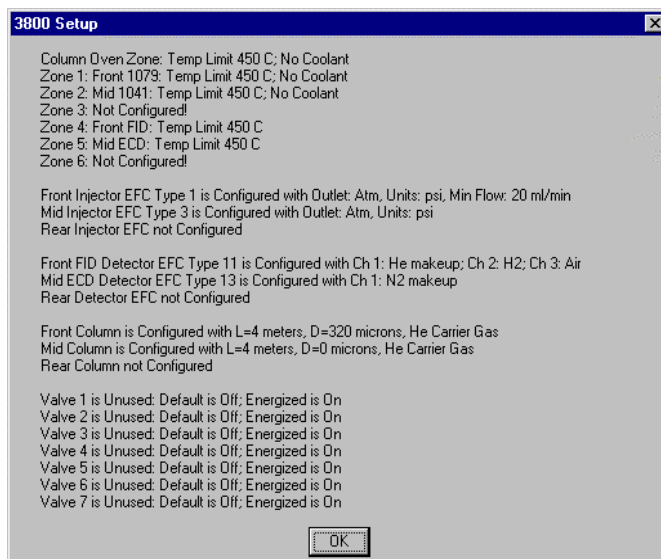 3800 Setup
Column Oven Zone: Temp Limit 450 C; No Coolant
Zone 1: Front 1079: Temp Limit 450 C; No Coolant
Zone 2: Mid 1041: Temp Limit 450 C; No Coolant
Zone 3: Not Configured!
Zone 4: Front FID: Temp Limit 450 C
Zone 5: Mid ECD: Temp Limit 450 C
Zone 6: Not Configured!
Front Injector EFC Type 1 is Configured with Outlet: Atm, Units: psi, Min Flow: 20 ml/min
Mid Injector EFC Type 3 is Configured with Outlet: Atm, Units: psi
Rear Injector EFC not Configured
Front FID Detector EFC Type 11 is Configured with Ch 1: He makeup; Ch 2: H2; Ch 3: Air
Mid ECD Detector EFC Type 13 is Configured with Ch 1: N2 makeup
Rear Detector EFC not Configured
Front Column is Configured with L=4 meters, D=320 microns, He Carrier Gas
Mid Column is Configured with L=4 meters, D=0 microns, He Carrier Gas
Rear Column not Configured
Valve 1 is Unused: Default is Off; Energized is On
Valve 2 is Unused: Default is Off; Energized is On
Valve 3 is Unused: Default is Off; Energized is On
Valve 4 is Unused: Default is Off; Energized is On
Valve 5 is Unused: Default is Off; Energized is On
Valve 6 is Unused: Default is Off; Energized is On
Valve 7 is Unused: Default is Off; Energized is On
OK